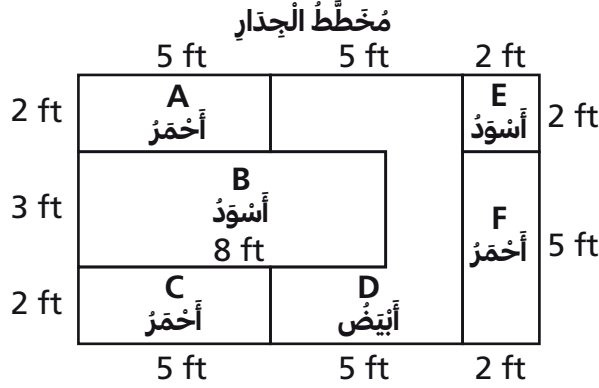 مُخَطَّطُ الْجِدَارِ
5 ft 5 ft 2 ft
2 ft
A
أَحْمَرُ
E
أَسْوَدُ
2 ft
3 ft
B
أَسْوَدُ
8 ft
F
أَحْمَرُ
5 ft
2 ft
C
أَحْمَرُ
D
أَبْيَضُ
5 ft 5 ft 2 ft